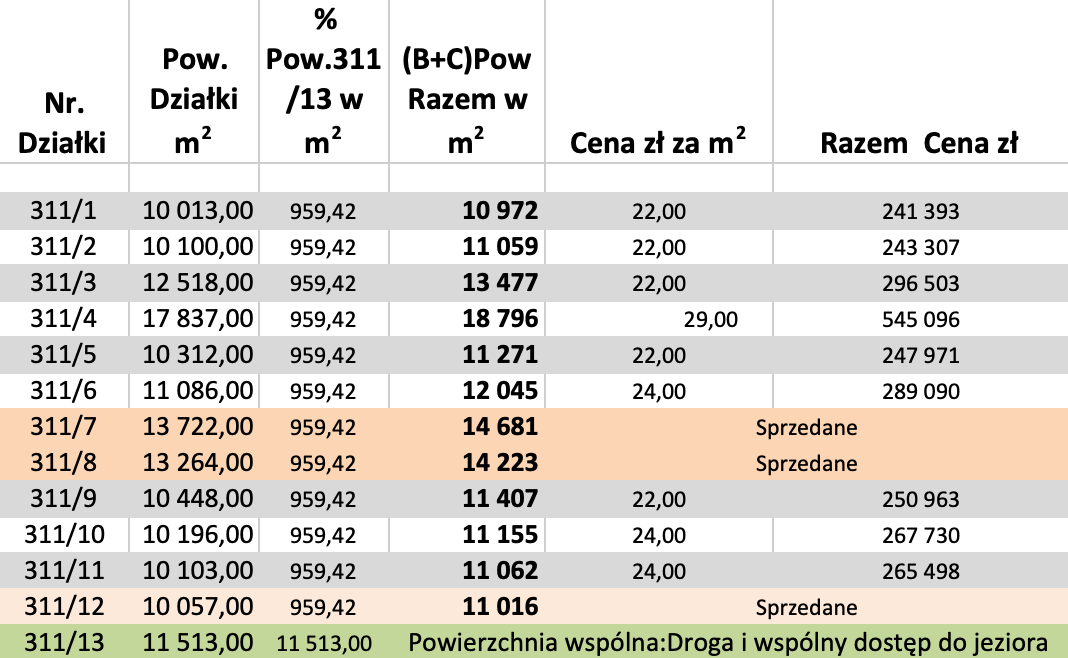 Nr. Działki Pow. Działki m² % Pow.311/13 w m² (B+C)Pow Razem w m² Cena zł za m² Razem Cena zł
311/1 10 013,00 959,42 10 972 22,00 241 393
311/2 10 100,00 959,42 11 059 22,00 243 307
311/3 12 518,00 959,42 13 477 22,00 296 503
311/4 17 837,00 959,42 18 796 29,00 545 096
311/5 10 312,00 959,42 11 271 22,00 247 971
311/6 11 086,00 959,42 12 045 24,00 289 090
311/7 13 722,00 959,42 14 681 Sprzedane
311/8 13 264,00 959,42 14 223 Sprzedane
311/9 10 448,00 959,42 11 407 22,00 250 963
311/10 10 196,00 959,42 11 155 24,00 267 730
311/11 10 103,00 959,42 11 062 24,00 265 498
311/12 10 057,00 959,42 11 016 Sprzedane
311/13 11 513,00 11 513,00 Powierzchnia wspólna:Droga i wspólny dostęp do jeziora